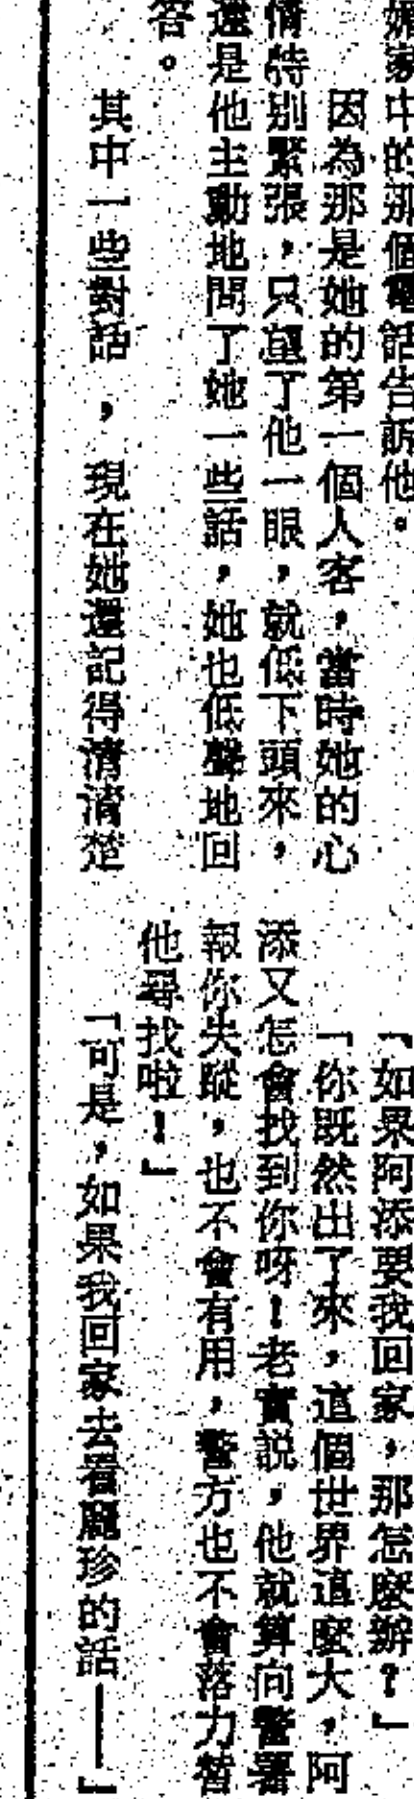 媚家中的那個電話告訴他。
因為那是她的第一個人客，當時她的心
情特別緊張，只望了他一眼，就低下頭來，
還是他主動地問了她一些話，她也低聲地回
答。
其中一些對話，現在她還記得清清楚
「如果阿添要我回家，那怎麼辦？」
「你既然出了來，這個世界這麼大，阿
添又怎會找到你呀！老實說，他就算向警署
報你失蹤，也不會有用，警方也不會落力替
他尋找啦！」
「可是，如果我回家去看麗珍的話——」